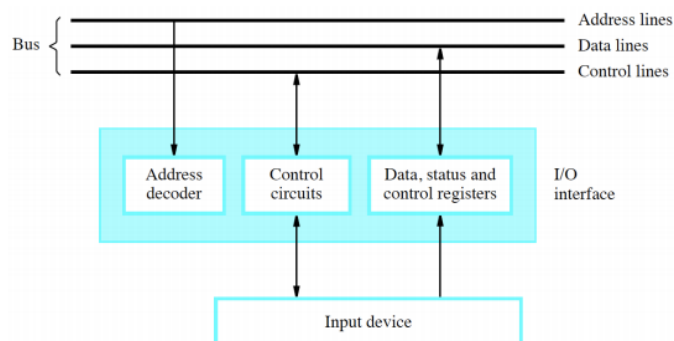 Address lines
Bus
Data lines
Control lines
Address
decoder
Control
circuits
Data, status and
control registers
I/O
interface
Input device